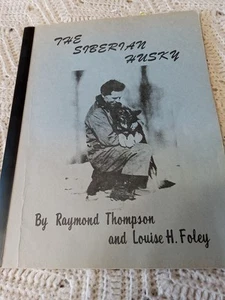 THE
SIBERIAN
HUSKY
By Raymond Thompson
and Louise H. Foley